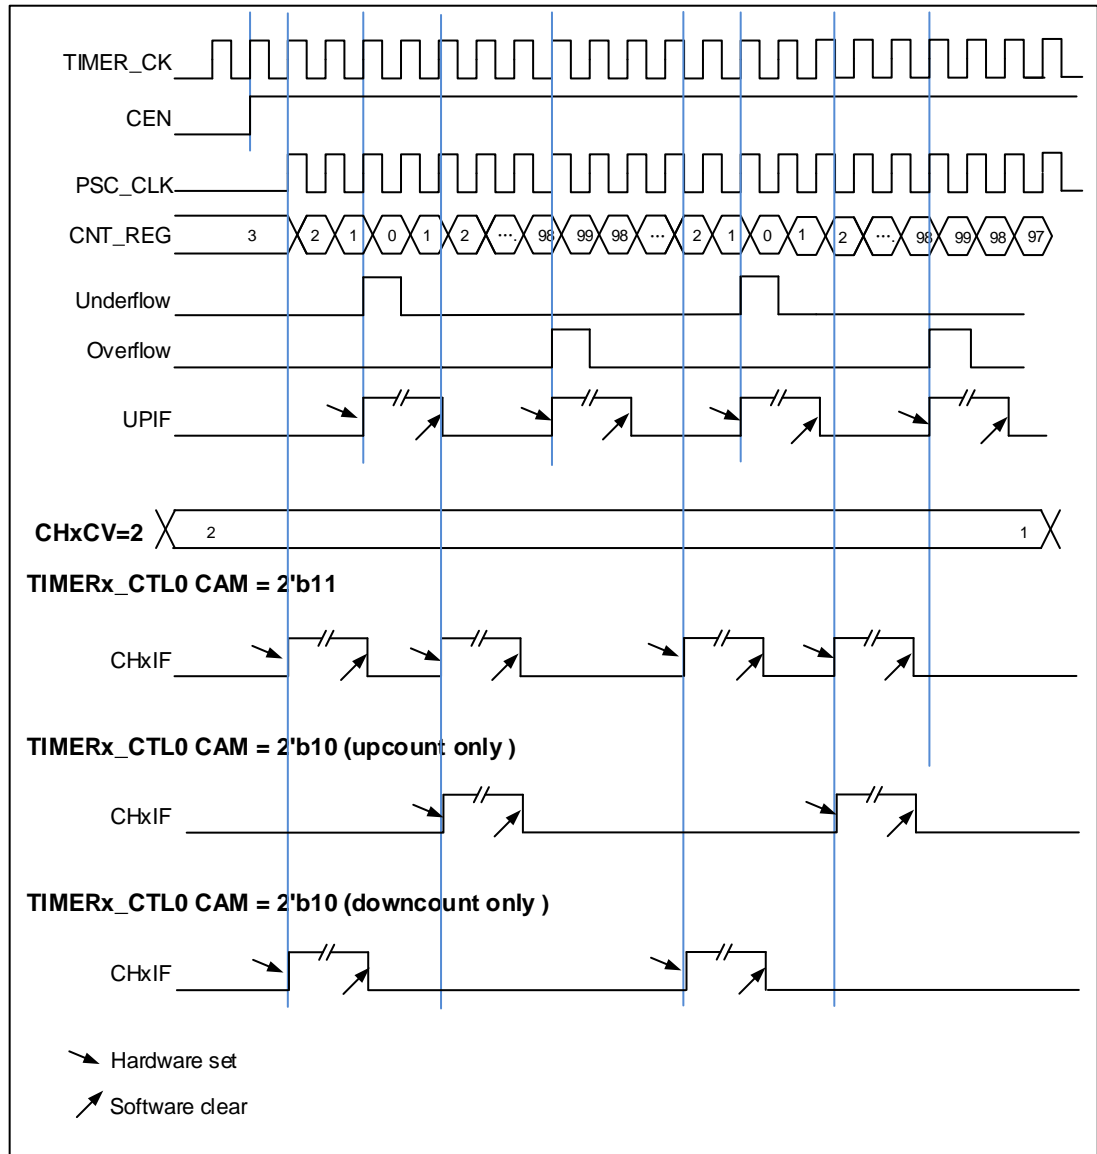 TIMER_CK
CEN
PSC_CLK
CNT_REG 3 2 1 0 1 2 .... 98 99 98 ... 2 1 0 1 2 .... 98 99 98 97
Underflow
Overflow
UPIF
CHxCV=2 2 1
TIMERx_CTL0 CAM = 2'b11
CHxIF
TIMERx_CTL0 CAM = 2'b10 (upcount only )
CHxIF
TIMERx_CTL0 CAM = 2'b10 (downcount only )
CHxIF
Hardware set
Software clear